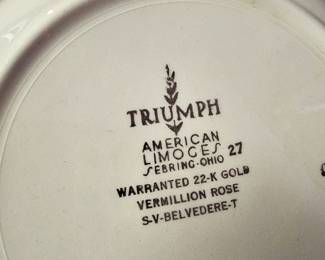 TRIUMPH
AMERICAN
LIMOGES 27
SEBRING-OHIO
WARRANTED 22-K GOLD
VERMILLION ROSE
S-V-BELVEDERE-T